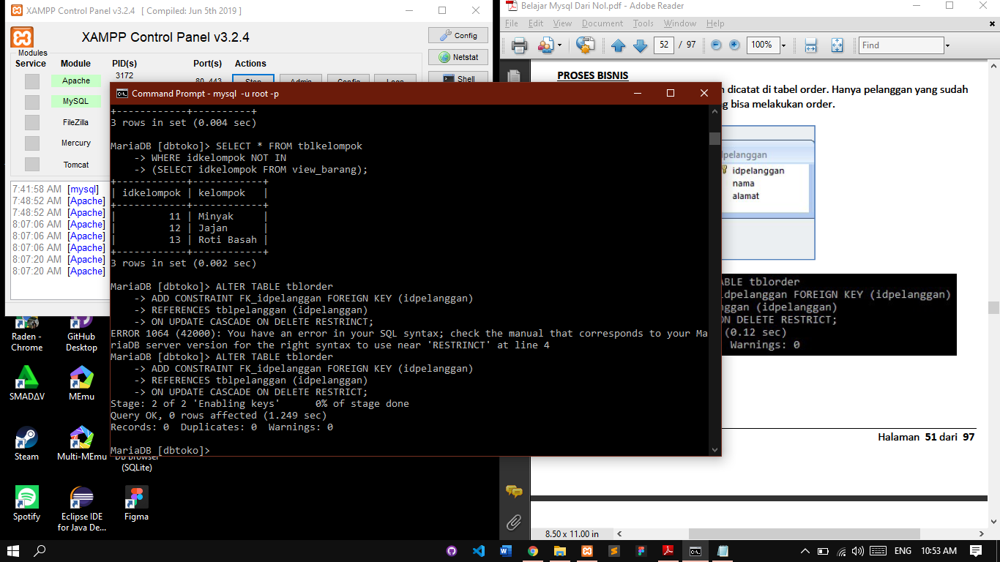 XAMPP Control Panel v3.2.4 [ Compiled: Jun 5th 2019 ]
XAMPP Control Panel v3.2.4
Config
Netstat
Shell
Modules
Service Module PID(s) Port(s) Actions
Apache 3172 80, 443 Stop Admin Config Logs
MySQL
FileZilla
Mercury
Tomcat
7:41:58 AM [mysql]
7:48:52 AM [Apache]
7:48:52 AM [Apache]
8:07:06 AM [Apache]
8:07:06 AM [Apache]
8:07:06 AM [Apache]
8:07:20 AM [Apache]
8:07:20 AM [Apache]
Command Prompt - mysql -u root -p
+------------+----------+
3 rows in set (0.004 sec)
MariaDB [dbtoko]> SELECT * FROM tblkelompok
-> WHERE idkelompok NOT IN
-> (SELECT idkelompok FROM view_barang);
+------------+------------+
| idkelompok | kelompok |
+------------+------------+
| 11 | Minyak |
| 12 | Jajan |
| 13 | Roti Basah |
+------------+------------+
3 rows in set (0.002 sec)
MariaDB [dbtoko]> ALTER TABLE tblorder
-> ADD CONSTRAINT FK_idpelanggan FOREIGN KEY (idpelanggan)
-> REFERENCES tblpelanggan (idpelanggan)
-> ON UPDATE CASCADE ON DELETE RESTRINCT;
ERROR 1064 (42000): You have an error in your SQL syntax; check the manual that corresponds to your Ma
riaDB server version for the right syntax to use near 'RESTRINCT' at line 4
MariaDB [dbtoko]> ALTER TABLE tblorder
-> ADD CONSTRAINT FK_idpelanggan FOREIGN KEY (idpelanggan)
-> REFERENCES tblpelanggan (idpelanggan)
-> ON UPDATE CASCADE ON DELETE RESTRICT;
Stage: 2 of 2 'Enabling keys' 0% of stage done
Query OK, 0 rows affected (1.249 sec)
Records: 0 Duplicates: 0 Warnings: 0
MariaDB [dbtoko]>
Belajar Mysql Dari Nol.pdf - Adobe Reader
File Edit View Document Tools Window Help
52 / 97 100% Find
PROSES BISNIS
dicatat di tabel order. Hanya pelanggan yang sudah
bisa melakukan order.
idpelanggan
nama
alamat
ABLE tblorder
idpelanggan FOREIGN KEY (idpelanggan)
nggan (idpelanggan)
ON DELETE RESTRICT;
(0.12 sec)
Warnings: 0
Halaman 51 dari 97
8.50 x 11.00 in
Raden - Chrome
GitHub Desktop
SMADΔV
MEmu
Steam
Multi-MEmu
DB Browser (SQLite)
Spotify
Eclipse IDE for Java De...
Figma
ENG 10:53 AM